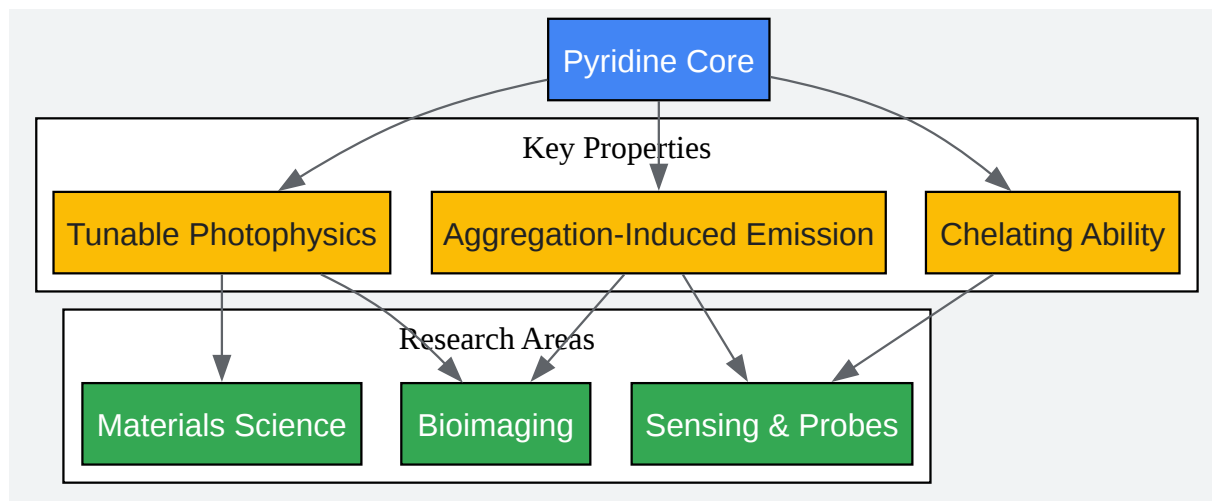 Pyridine Core
Key Properties
Tunable Photophysics
Aggregation-Induced Emission
Chelating Ability
Research Areas
Materials Science
Bioimaging
Sensing & Probes